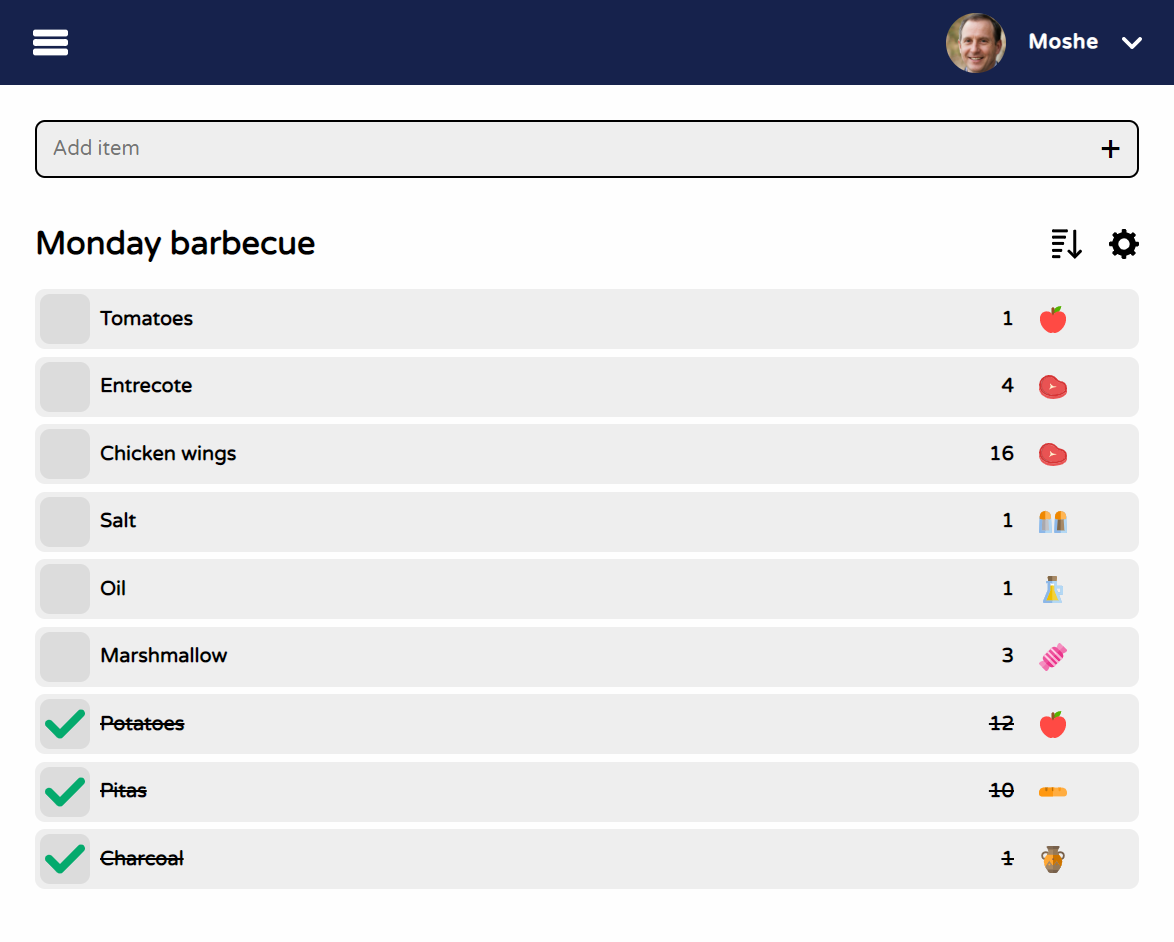 Moshe
Add item
Monday barbecue
Tomatoes 1
Entrecote 4
Chicken wings 16
Salt 1
Oil 1
Marshmallow 3
Potatoes 12
Pitas 10
Charcoal 1